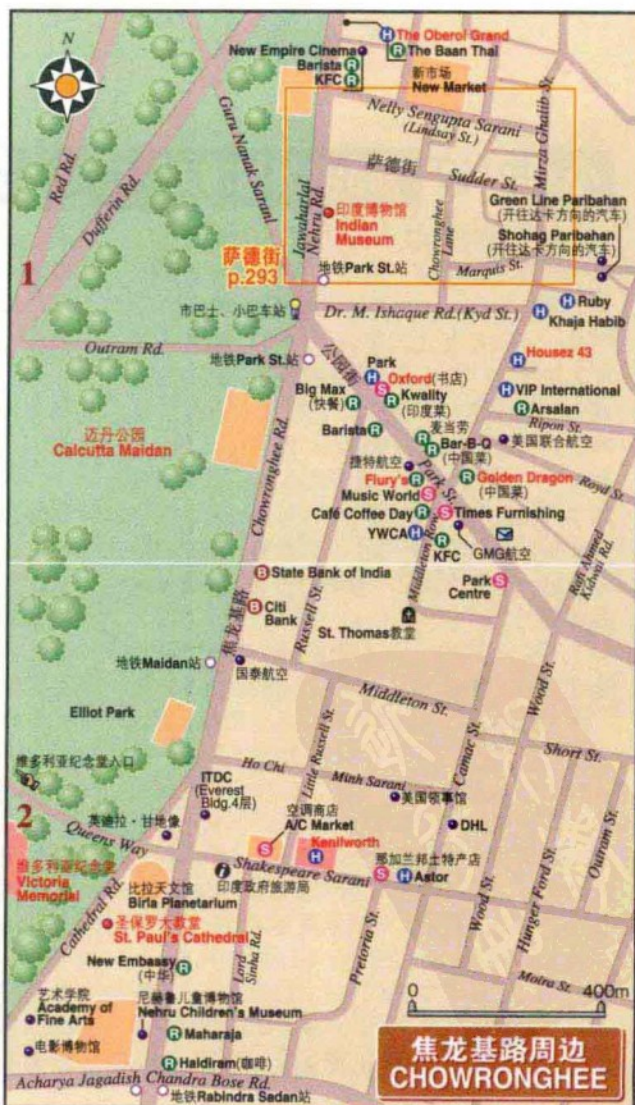 N
The Oberoi Grand
New Empire Cinema
The Baan Thai
Barista
KFC
新市场
New Market
Nelly Sengupta Sarani
(Lindsay St.)
Mirza Ghalib St.
Guru Nanak Sarani
Red Rd.
Dufferin Rd.
Jawaharlal
Nehru Rd.
萨德街
Sudder St.
印度博物馆
Indian
Museum
Chowronghee
Lane
Green Line Paribahan
(开往达卡方向的汽车)
Shohag Paribahan
(开往达卡方向的汽车)
Marquis St.
萨德街
p.293
1
地铁Park St.站
市巴士、小巴车站
Dr. M. Ishaque Rd.(Kyd St.)
Ruby
Khaja Habib
Outram Rd.
地铁Park St.站
公园街
Park
Oxford(书店)
Housez 43
Big Max
(快餐)
Kwality
(印度菜)
VIP International
Arsalan
迈丹公园
Calcutta Maidan
Barista
麦当劳
Bar-B-Q
(中国菜)
Ripon St.
美国联合航空
Chowronghee Rd.
捷特航空
Park St.
Flury's
Golden Dragon
(中国菜)
Royd St.
Music World
Café Coffee Day
Times Furnishing
YWCA
Middleton Row
KFC
GMG航空
Rafi Ahmed
Kidwai Rd.
State Bank of India
Park
Centre
Citi
Bank
Russell St.
St. Thomas教堂
焦龙基路
地铁Maidan站
国泰航空
Middleton St.
Wood St.
Elliot Park
Camac St.
Short St.
维多利亚纪念堂入口
Little Russell St.
Ho Chi
Minh Sarani
ITDC
(Everest
Bldg.4层)
空调商店
A/C Market
美国领事馆
2
Queens Way
英迪拉·甘地像
DHL
Kenilworth
那加兰邦土特产店
Astor
Outram St.
维多利亚纪念堂
Victoria
Memorial
Shakespeare Sarani
印度政府旅游局
比拉天文馆
Birla Planetarium
Cathedral Rd.
Wood St.
Hunger Ford St.
圣保罗大教堂
St. Paul's Cathedral
Lord
Sinha Rd.
Pretoria St.
New Embassy
(中华)
Moira St.
艺术学院
Academy of
Fine Arts
尼赫鲁儿童博物馆
Nehru Children's Museum
0
400m
Maharaja
电影博物馆
Haldiram(咖啡)
焦龙基路周边
CHOWRONGHEE
Acharya Jagadish Chandra Bose Rd.
地铁Rabindra Sadan站